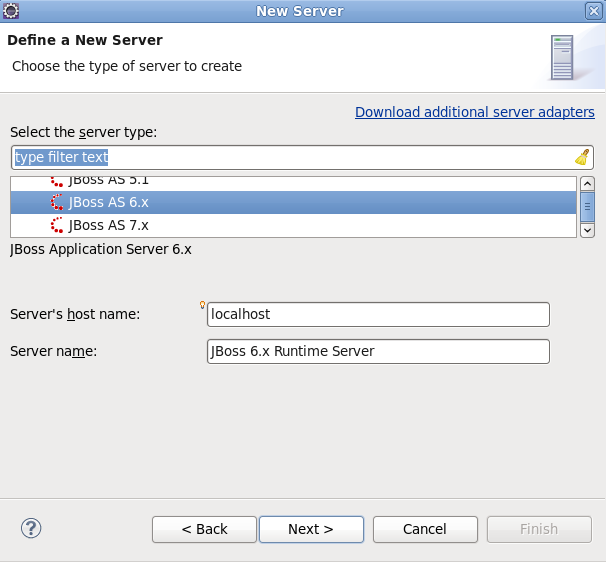 New Server
Define a New Server
Choose the type of server to create
Download additional server adapters
Select the server type:
type filter text
JBoss AS 5.1
JBoss AS 6.x
JBoss AS 7.x
JBoss Application Server 6.x
Server's host name: localhost
Server name: JBoss 6.x Runtime Server
? < Back Next > Cancel Finish